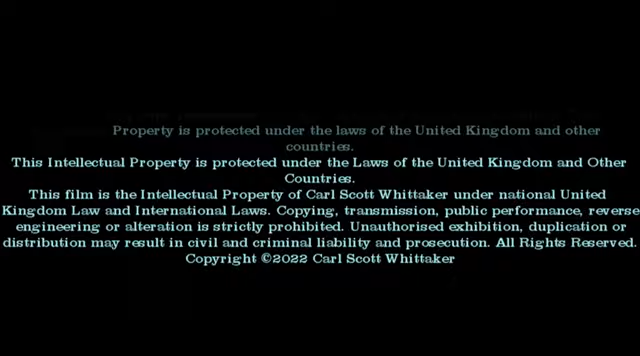 Property is protected under the laws of the United Kingdom and other
countries.
This Intellectual Property is protected under the Laws of the United Kingdom and Other
Countries.
This film is the Intellectual Property of Carl Scott Whittaker under national United
Kingdom Law and International Laws. Copying, transmission, public performance, reverse
engineering or alteration is strictly prohibited. Unauthorised exhibition, duplication or
distribution may result in civil and criminal liability and prosecution. All Rights Reserved.
Copyright ©2022 Carl Scott Whittaker